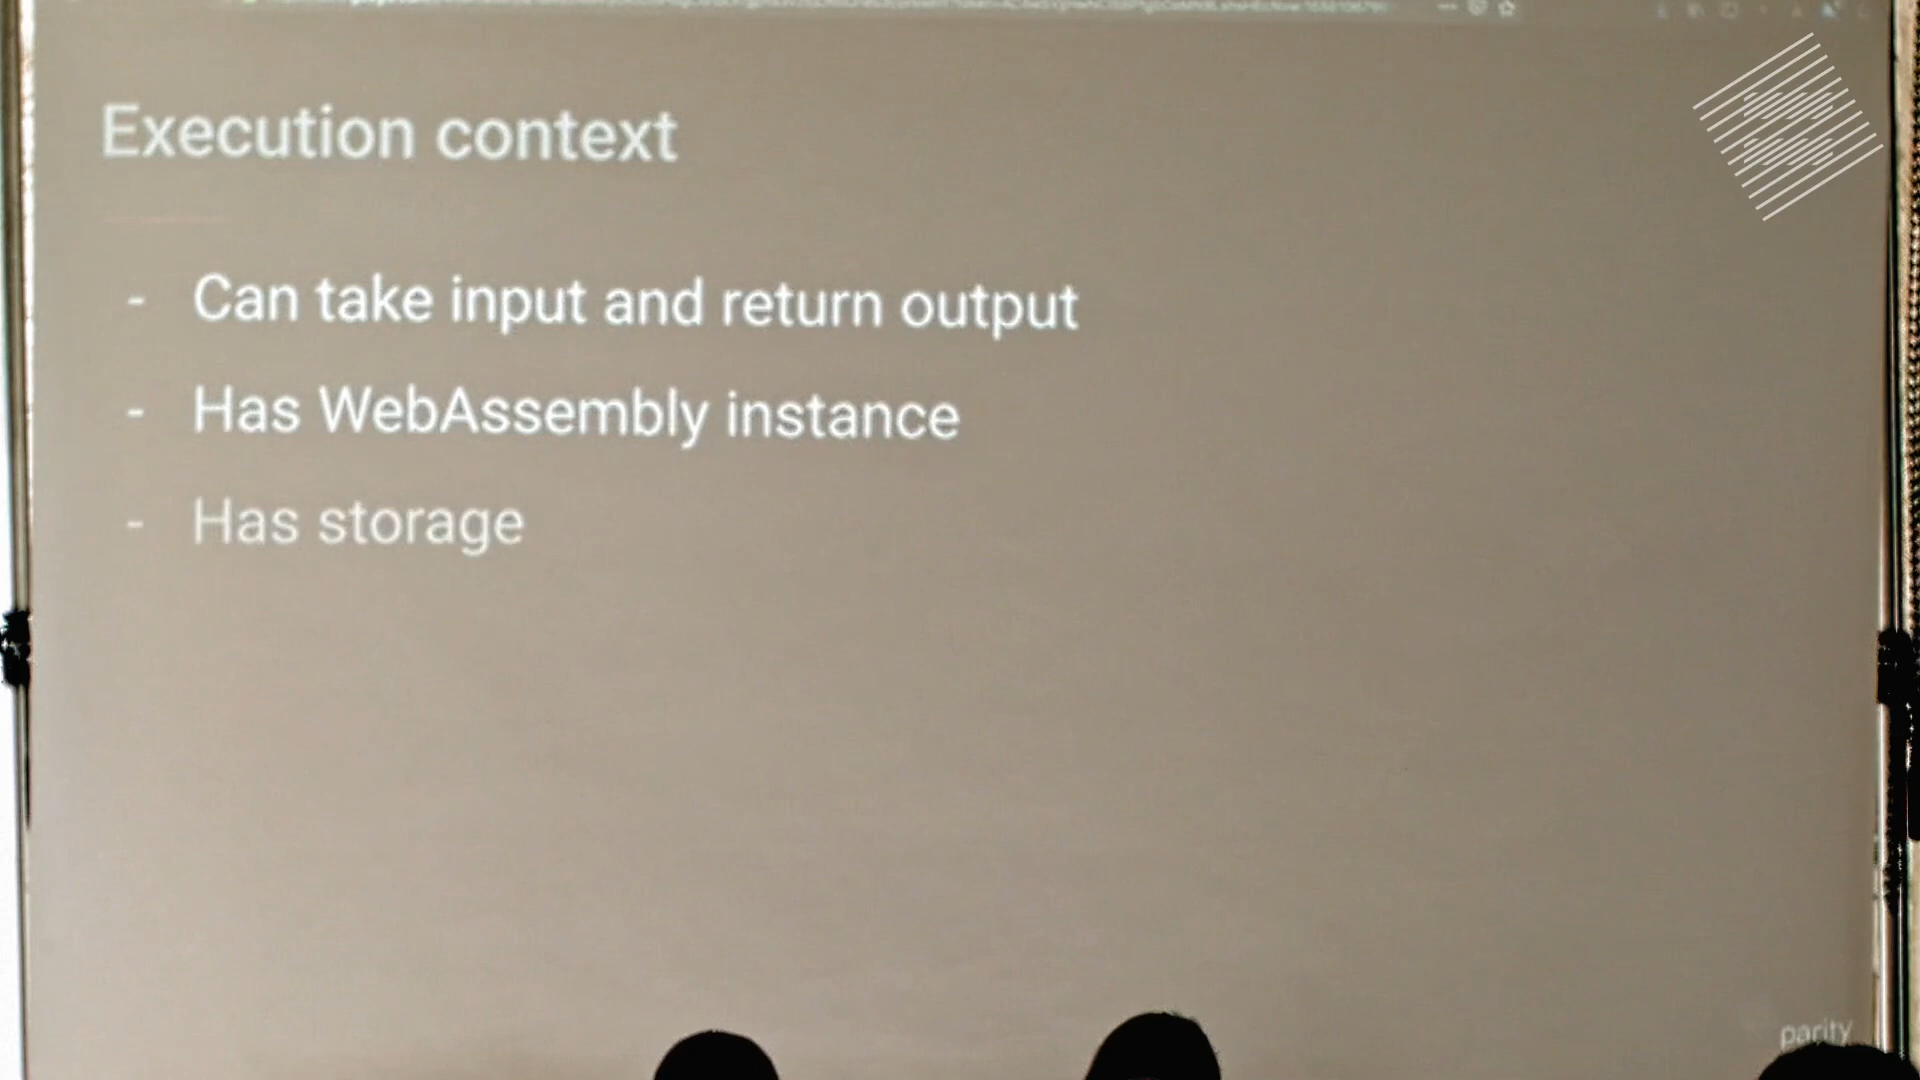 Execution context
- Can take input and return output
- Has WebAssembly instance
- Has storage
parity